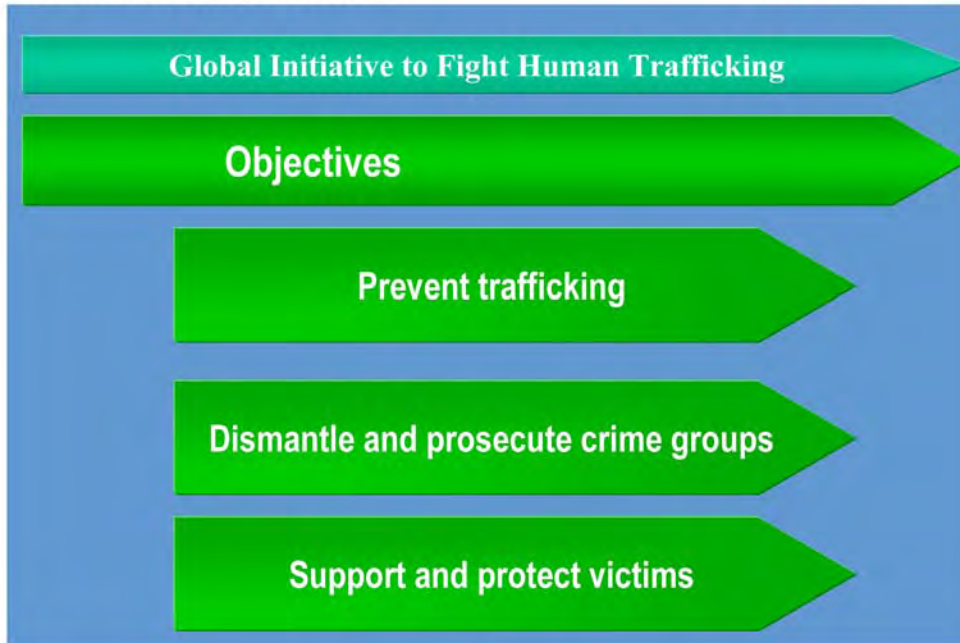 Global Initiative to Fight Human Trafficking
Objectives
Prevent trafficking
Dismantle and prosecute crime groups
Support and protect victims